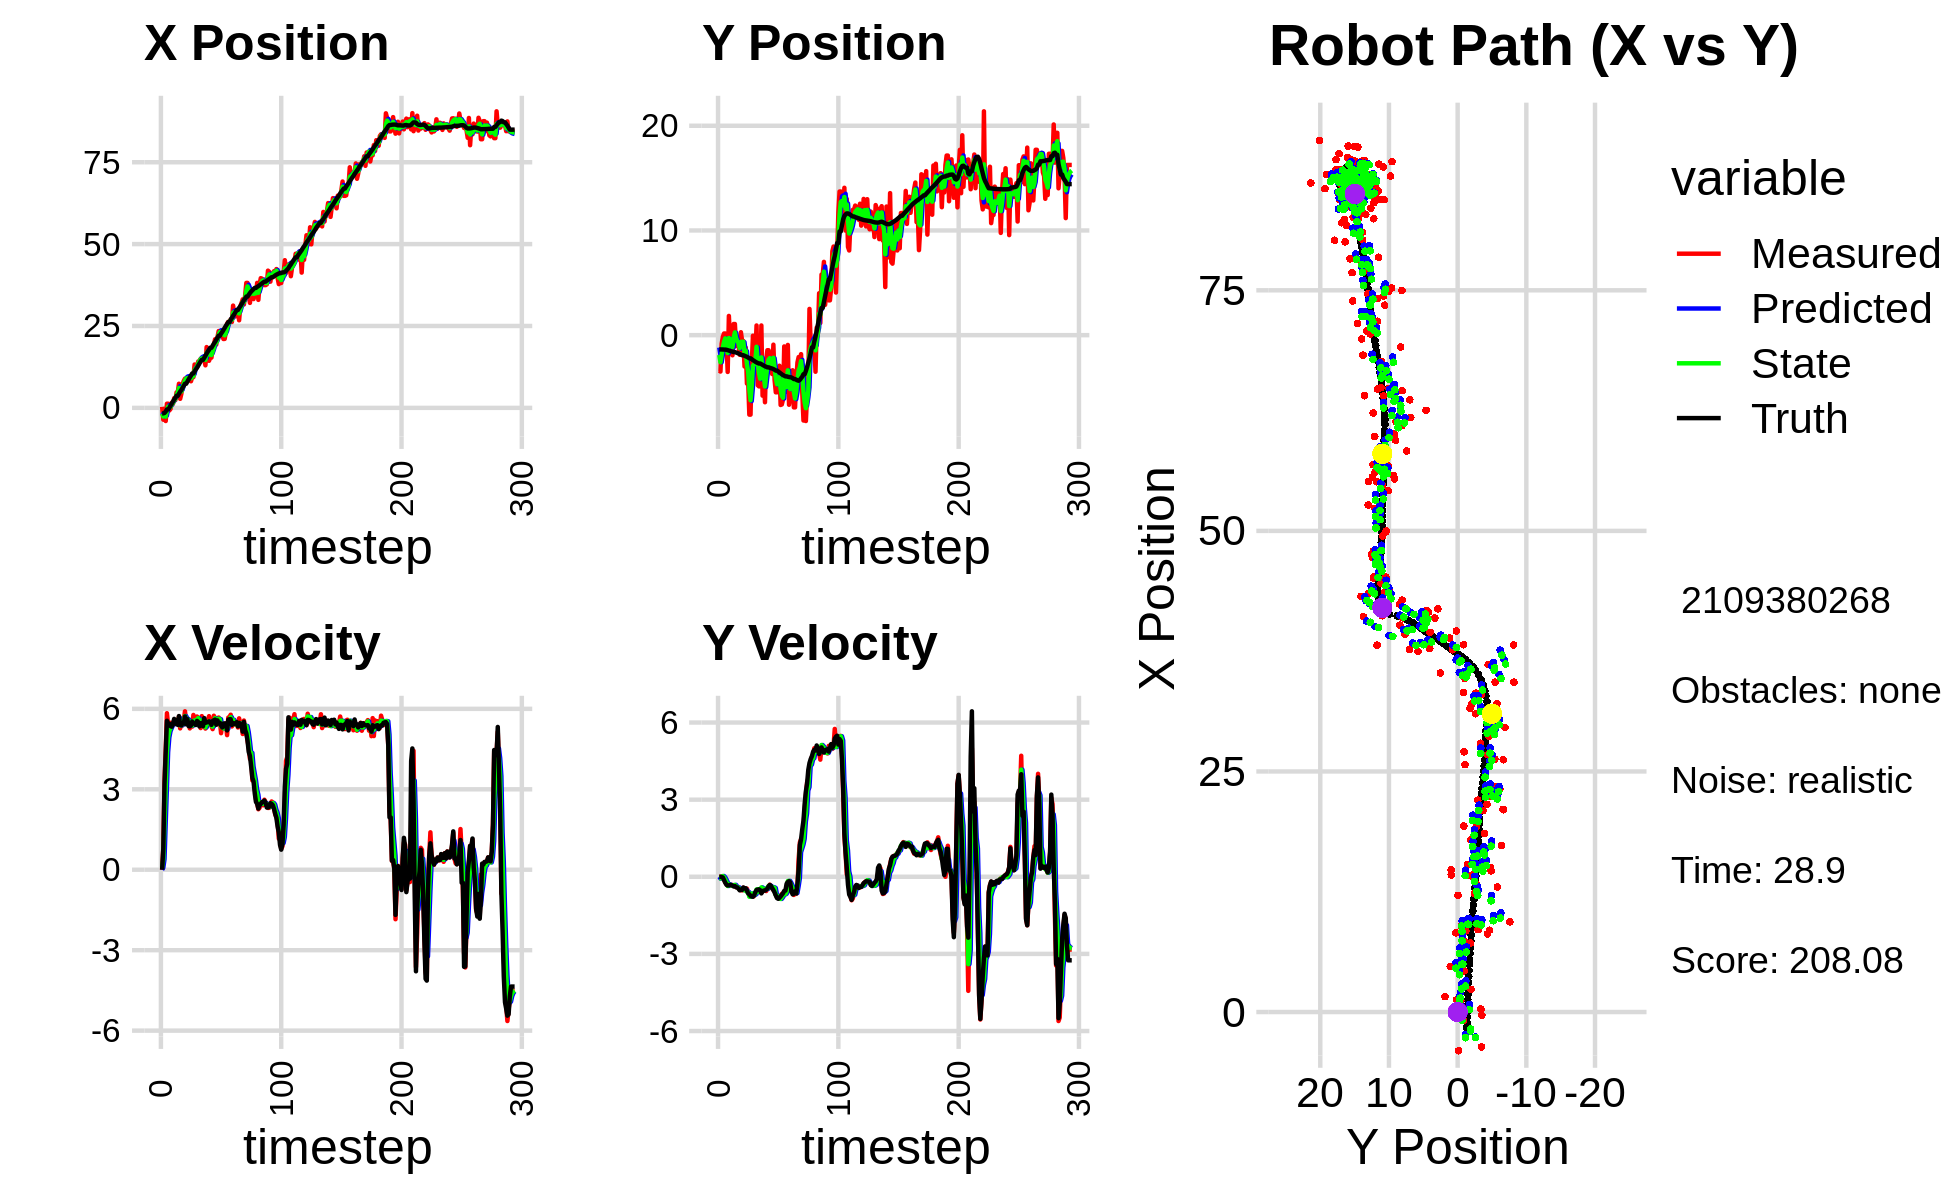 X Position
75
50
25
0
0
100
200
300
timestep
Y Position
20
10
0
0
100
200
300
timestep
X Velocity
6
3
0
-3
-6
0
100
200
300
timestep
Y Velocity
6
3
0
-3
-6
0
100
200
300
timestep
Robot Path (X vs Y)
X Position
75
50
25
0
20 10 0 -10 -20
Y Position
variable
Measured
Predicted
State
Truth
2109380268
Obstacles: none
Noise: realistic
Time: 28.9
Score: 208.08